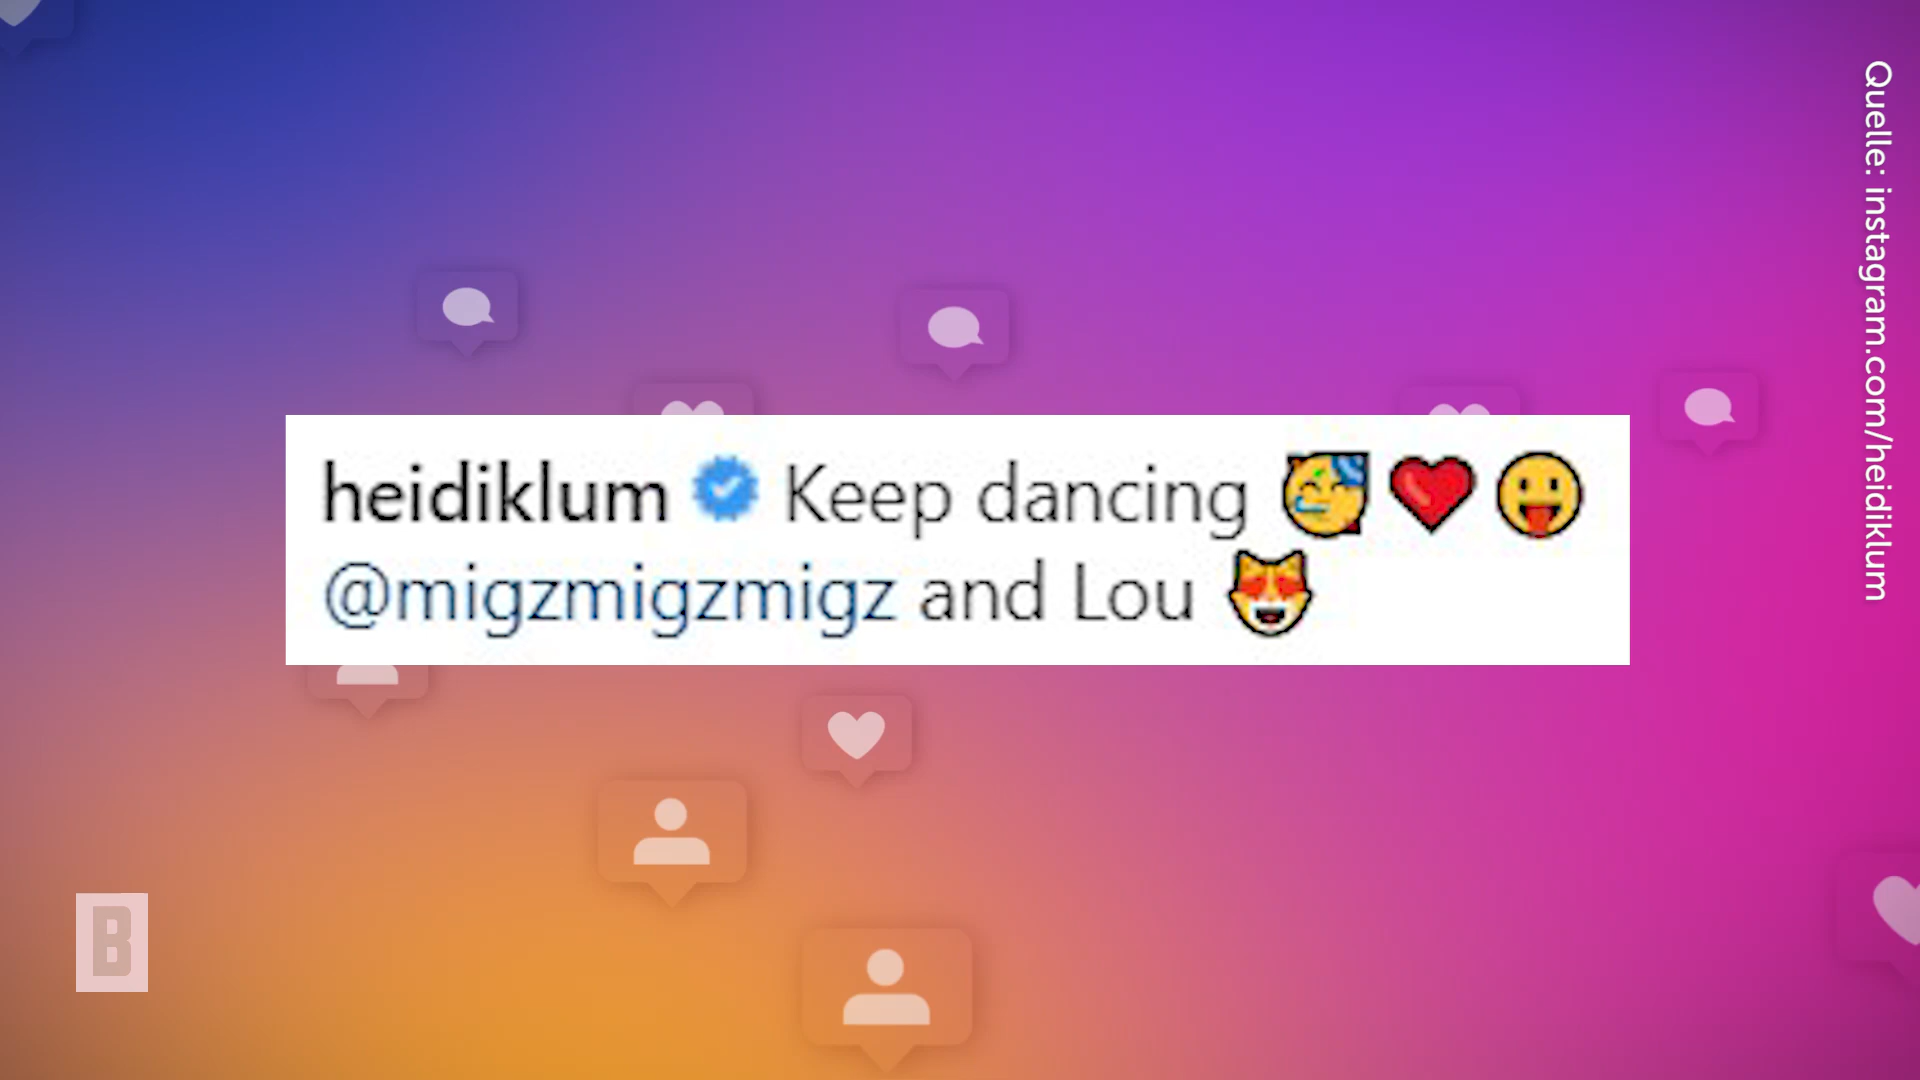 heidiklum Keep dancing 🥳❤️😛
@migzmigzmigz and Lou 😻
Quelle: instagram.com/heidiklum
B